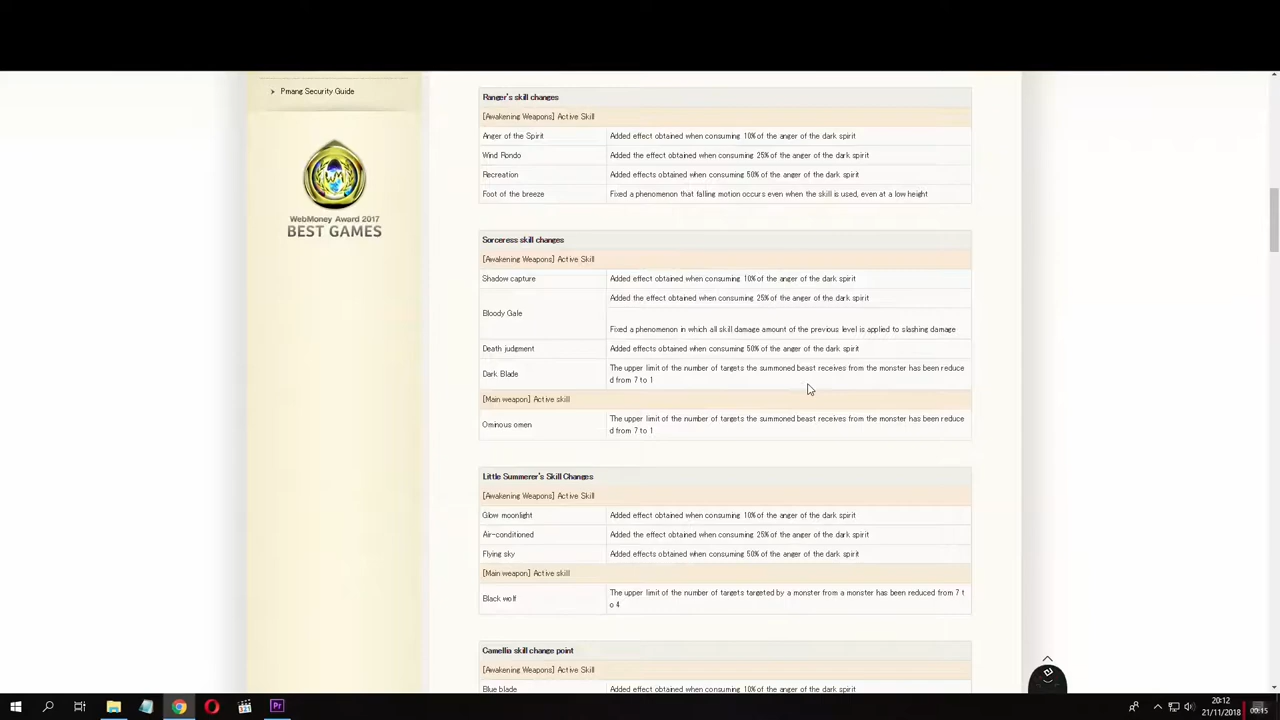 Pmang Security Guide
WebMoney Award 2017
BEST GAMES
Ranger's skill changes
[Awakening Weapons] Active Skill
Anger of the Spirit Added effect obtained when consuming 10% of the anger of the dark spirit
Wind Rondo Added the effect obtained when consuming 25% of the anger of the dark spirit
Recreation Added effects obtained when consuming 50% of the anger of the dark spirit
Foot of the breeze Fixed a phenomenon that falling motion occurs even when the skill is used, even at a low height
Sorceress skill changes
[Awakening Weapons] Active Skill
Shadow capture Added effect obtained when consuming 10% of the anger of the dark spirit
Added the effect obtained when consuming 25% of the anger of the dark spirit
Bloody Gale
Fixed a phenomenon in which all skill damage amount of the previous level is applied to slashing damage
Death judgment Added effects obtained when consuming 50% of the anger of the dark spirit
Dark Blade The upper limit of the number of targets the summoned beast receives from the monster has been reduce
d from 7 to 1
[Main weapon] Active skill
Ominous omen The upper limit of the number of targets the summoned beast receives from the monster has been reduce
d from 7 to 1
Little Summerer's Skill Changes
[Awakening Weapons] Active Skill
Glow moonlight Added effect obtained when consuming 10% of the anger of the dark spirit
Air-conditioned Added the effect obtained when consuming 25% of the anger of the dark spirit
Flying sky Added effects obtained when consuming 50% of the anger of the dark spirit
[Main weapon] Active skill
Black wolf The upper limit of the number of targets targeted by a monster from a monster has been reduced from 7 t
o 4
Camellia skill change point
[Awakening Weapons] Active Skill
Blue blade Added effect obtained when consuming 10% of the anger of the dark spirit
20:12
21/11/2018
00:15